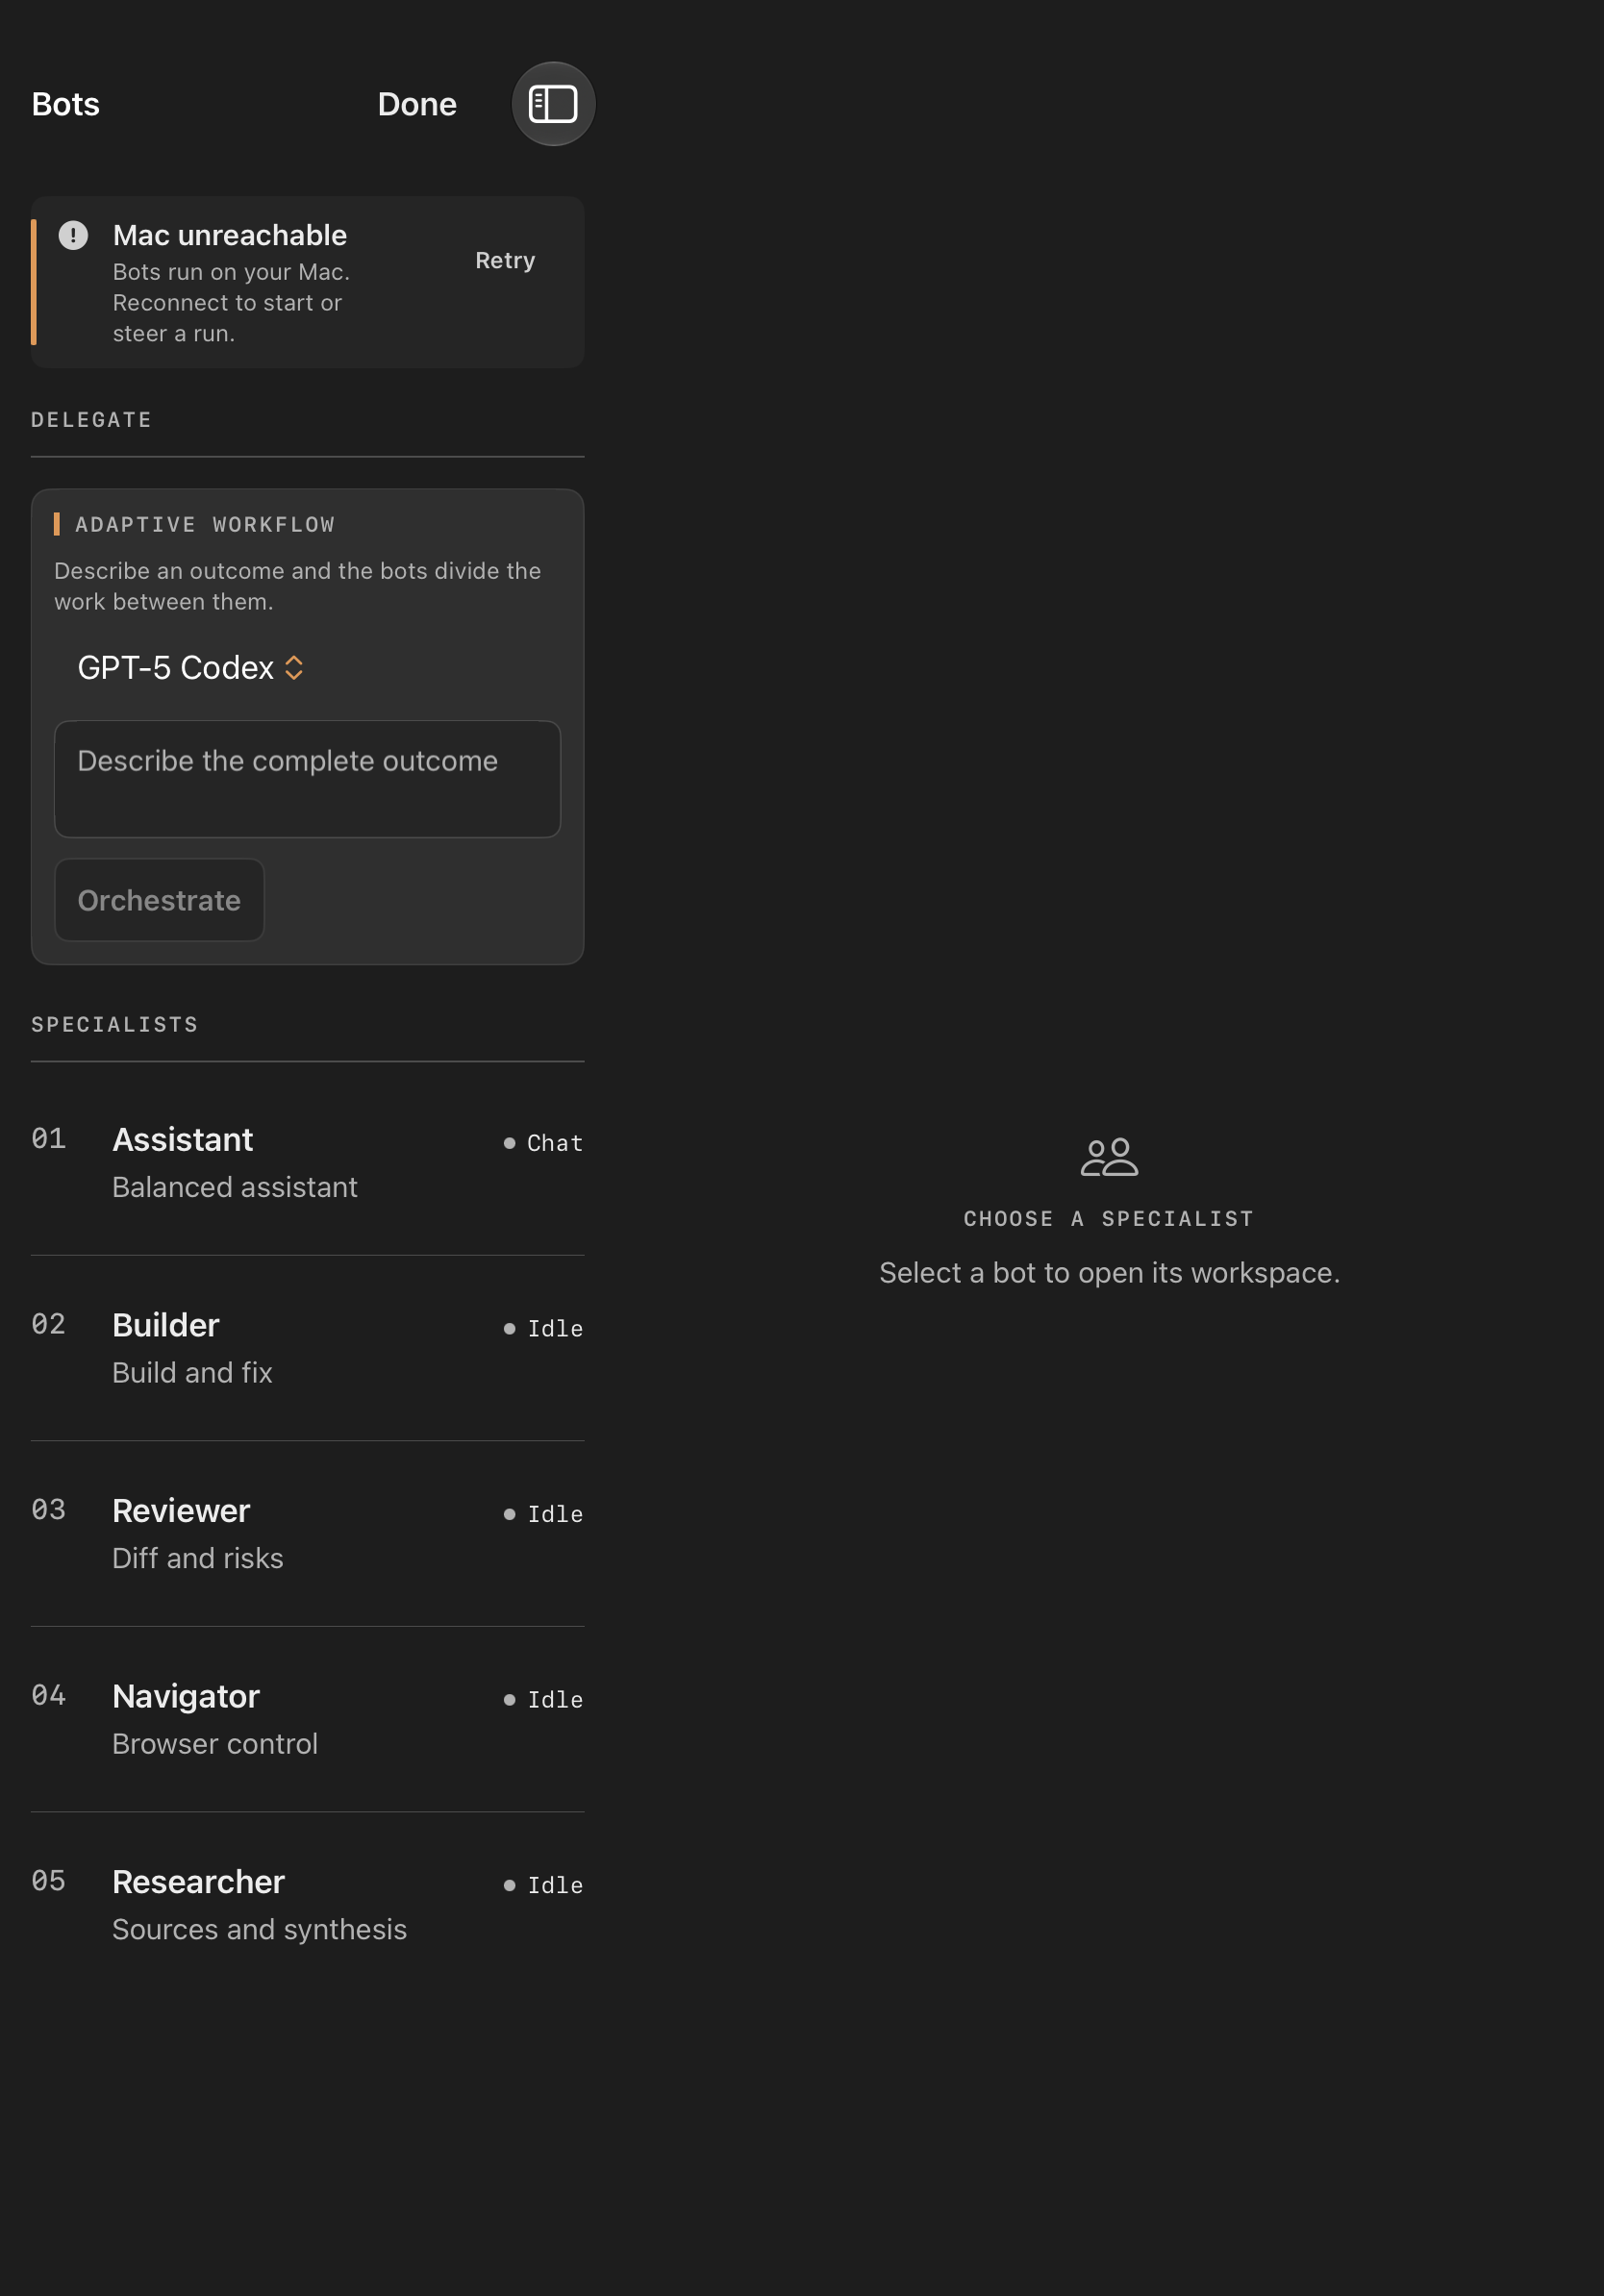 Bots
Done
Mac unreachable
Bots run on your Mac.
Reconnect to start or
steer a run.
Retry
DELEGATE
ADAPTIVE WORKFLOW
Describe an outcome and the bots divide the
work between them.
GPT-5 Codex
Describe the complete outcome
Orchestrate
SPECIALISTS
01
Assistant
Chat
Balanced assistant
02
Builder
Idle
Build and fix
03
Reviewer
Idle
Diff and risks
04
Navigator
Idle
Browser control
05
Researcher
Idle
Sources and synthesis
CHOOSE A SPECIALIST
Select a bot to open its workspace.